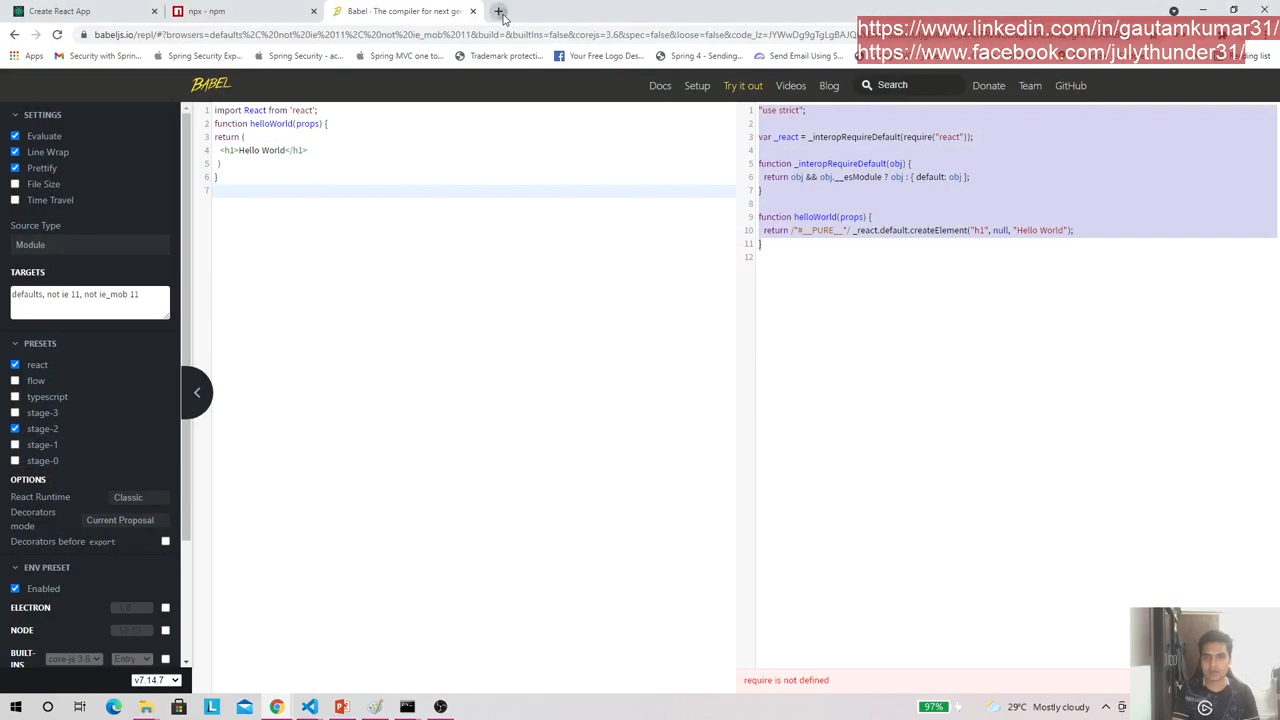 Create React App
npx - npm
Babel - The compiler for next ge
babeljs.io/repl/#?browsers=defaults%2C%20not%20ie%2011%2C%20not%20ie_mob%2011&build=&builtIns=false&corejs=3.6&spec=false&loose=false&code_lz=JYWwDg9gTgLgBAJQ
https://www.linkedin.com/in/gautamkumar31/
https://www.facebook.com/julythunder31/
Apps
Gmail
Security with Sprin...
Spring Security Exp...
Spring Security - ac...
Spring MVC one to...
Trademark protecti...
Your Free Logo Des...
Spring 4 - Sending...
Send Email Using S...
ding list
BABEL
Docs
Setup
Try it out
Videos
Blog
Search
Donate
Team
GitHub
SETTINGS
Evaluate
Line Wrap
Prettify
File Size
Time Travel
Source Type
Module
TARGETS
defaults, not ie 11, not ie_mob 11
PRESETS
react
flow
typescript
stage-3
stage-2
stage-1
stage-0
OPTIONS
React Runtime
Classic
Decorators mode
Current Proposal
Decorators before export
ENV PRESET
Enabled
ELECTRON
NODE
BUILT-INS
core-js 3.6
Entry
v7.14.7
1 import React from 'react';
2 function helloWorld(props) {
3 return (
4 <h1>Hello World</h1>
5 )
6 }
7
1 "use strict";
2
3 var _react = _interopRequireDefault(require("react"));
4
5 function _interopRequireDefault(obj) {
6 return obj && obj.__esModule ? obj : { default: obj };
7 }
8
9 function helloWorld(props) {
10 return /*#__PURE__*/ _react.default.createElement("h1", null, "Hello World");
11 }
12
require is not defined
97%
29°C Mostly cloudy